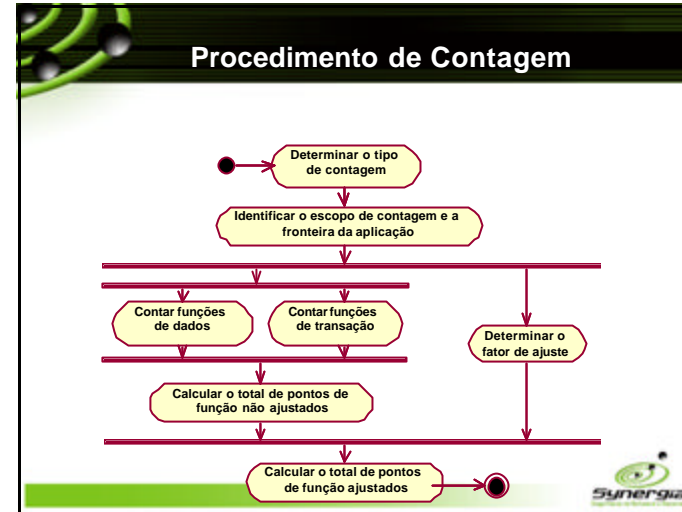 Procedimento de Contagem
Determinar o tipo
de contagem
Identificar o escopo de contagem e a
fronteira da aplicação
Contar funções
de dados
Contar funções
de transação
Determinar o
fator de ajuste
Calcular o total de pontos de
função não ajustados
Calcular o total de pontos
de função ajustados
Synergia